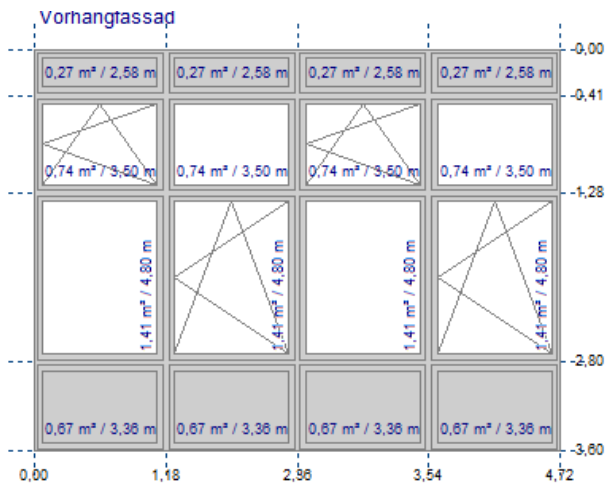 Vorhangfassad
0,00
0,27 m² / 2,58 m 0,27 m² / 2,58 m 0,27 m² / 2,58 m 0,27 m² / 2,58 m
-0,41
0,74 m² / 3,50 m 0,74 m² / 3,50 m 0,74 m² / 3,50 m 0,74 m² / 3,50 m
-1,28
1,41 m² / 4,80 m 1,41 m² / 4,80 m 1,41 m² / 4,80 m 1,41 m² / 4,80 m
-2,80
0,67 m² / 3,36 m 0,67 m² / 3,36 m 0,67 m² / 3,36 m 0,67 m² / 3,36 m
-3,60
0,00 1,18 2,36 3,54 4,72